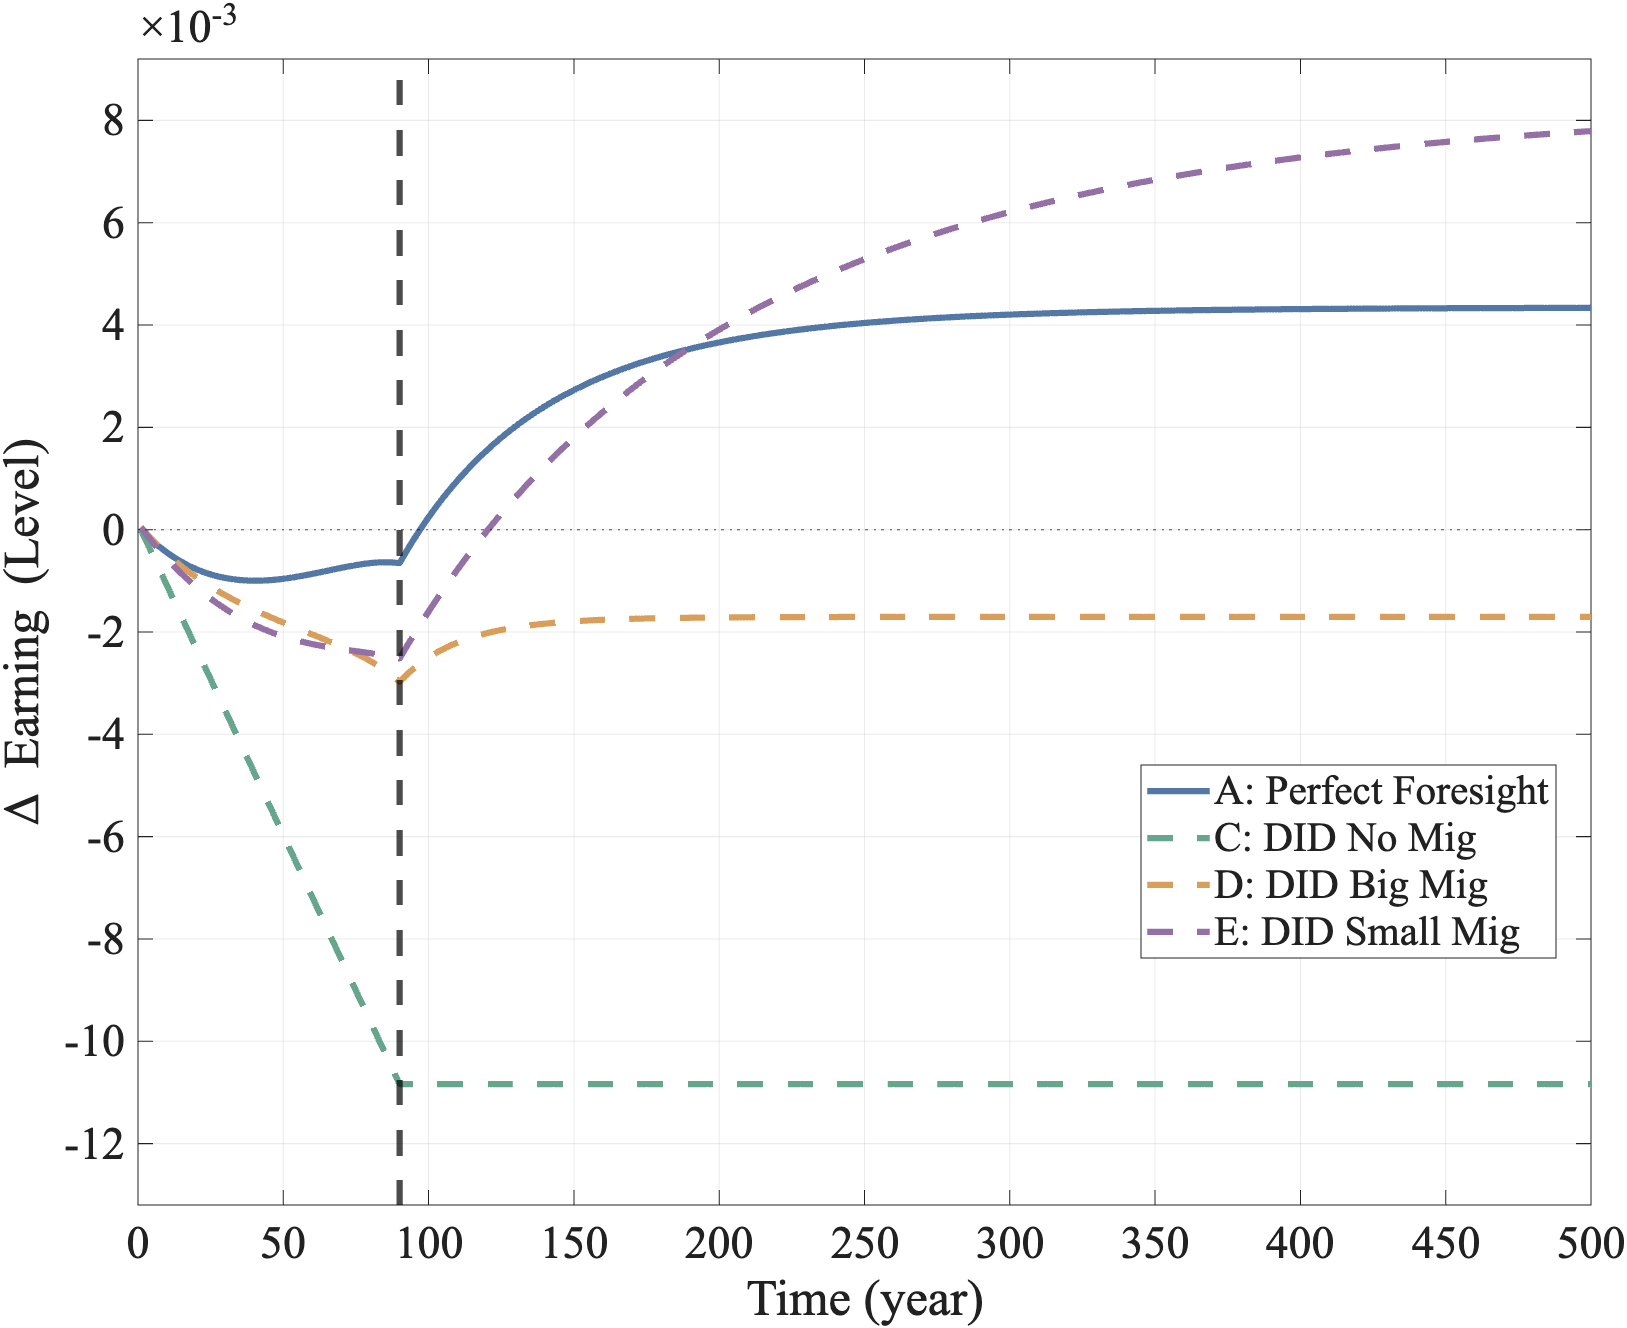 ×10⁻³
8
6
4
2
0
-2
-4
-6
-8
-10
-12
Δ Earning (Level)
A: Perfect Foresight
C: DID No Mig
D: DID Big Mig
E: DID Small Mig
0 50 100 150 200 250 300 350 400 450 500
Time (year)